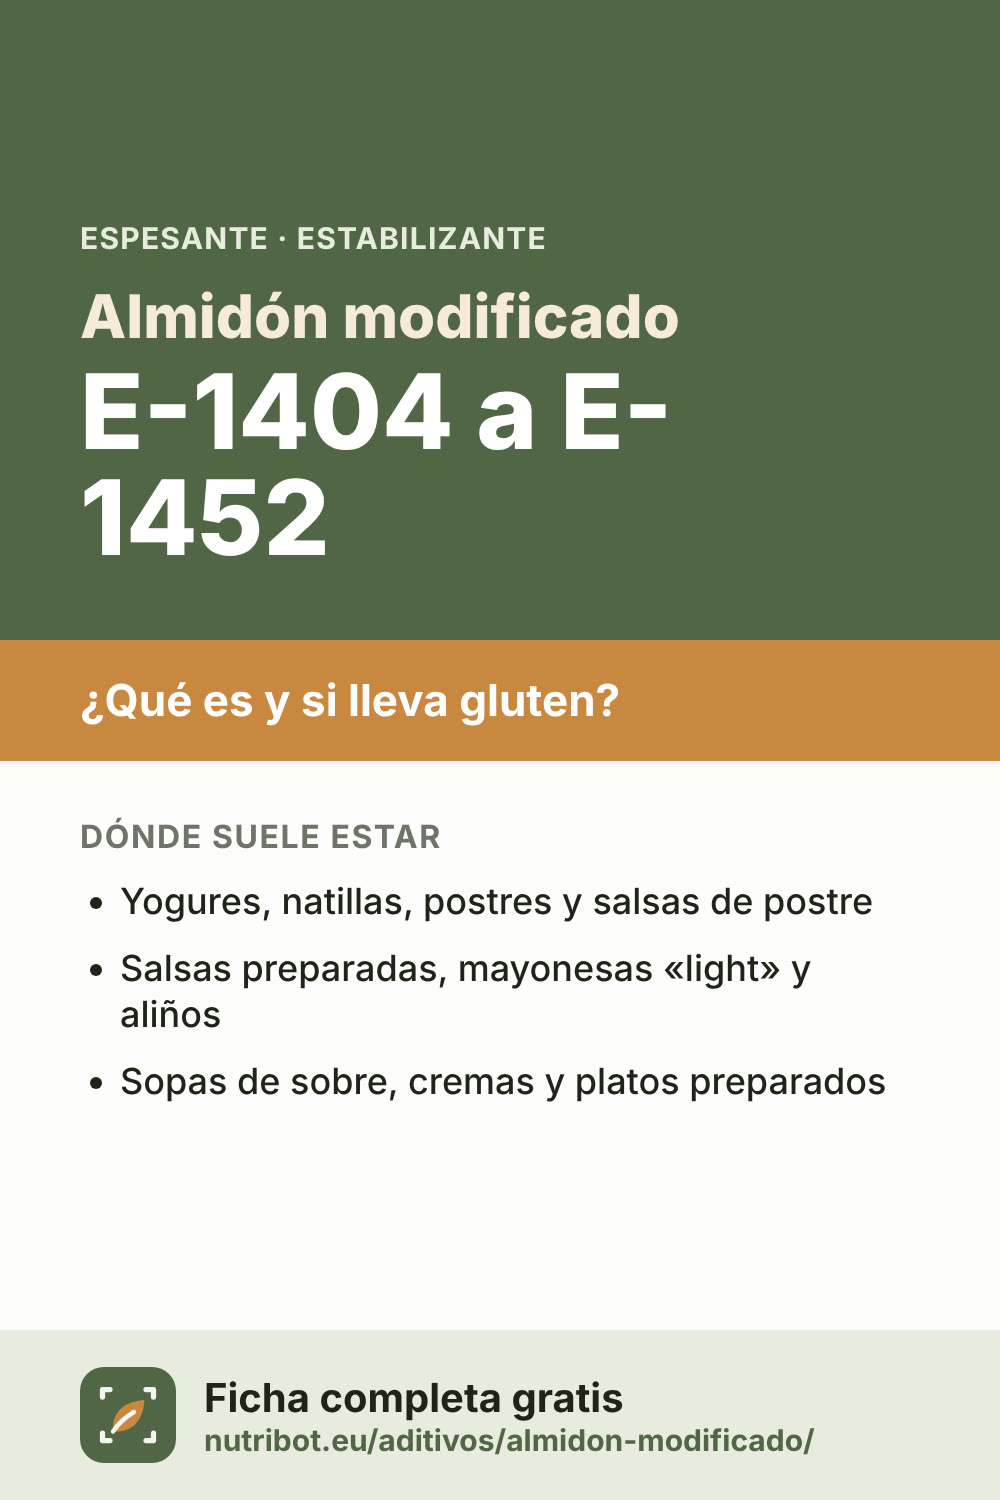 ESPESANTE · ESTABILIZANTE
Almidón modificado
E-1404 a E-
1452
¿Qué es y si lleva gluten?
DÓNDE SUELE ESTAR
• Yogures, natillas, postres y salsas de postre
• Salsas preparadas, mayonesas «light» y
aliños
• Sopas de sobre, cremas y platos preparados
Ficha completa gratis
nutribot.eu/aditivos/almidon-modificado/